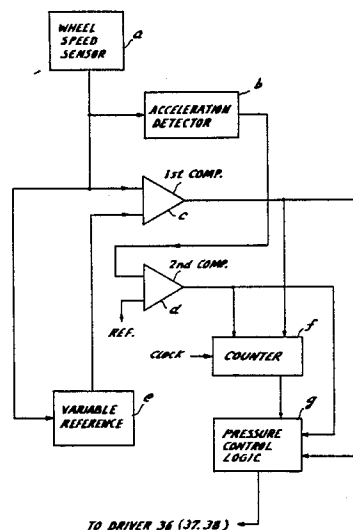 WHEEL
SPEED
SENSOR
a
b
ACCELERATION
DETECTOR
1st COMP.
c
2nd COMP.
d
REF.
f
CLOCK
COUNTER
e
VARIABLE
REFERENCE
g
PRESSURE
CONTROL
LOGIC
TO DRIVER 36 (37, 38)